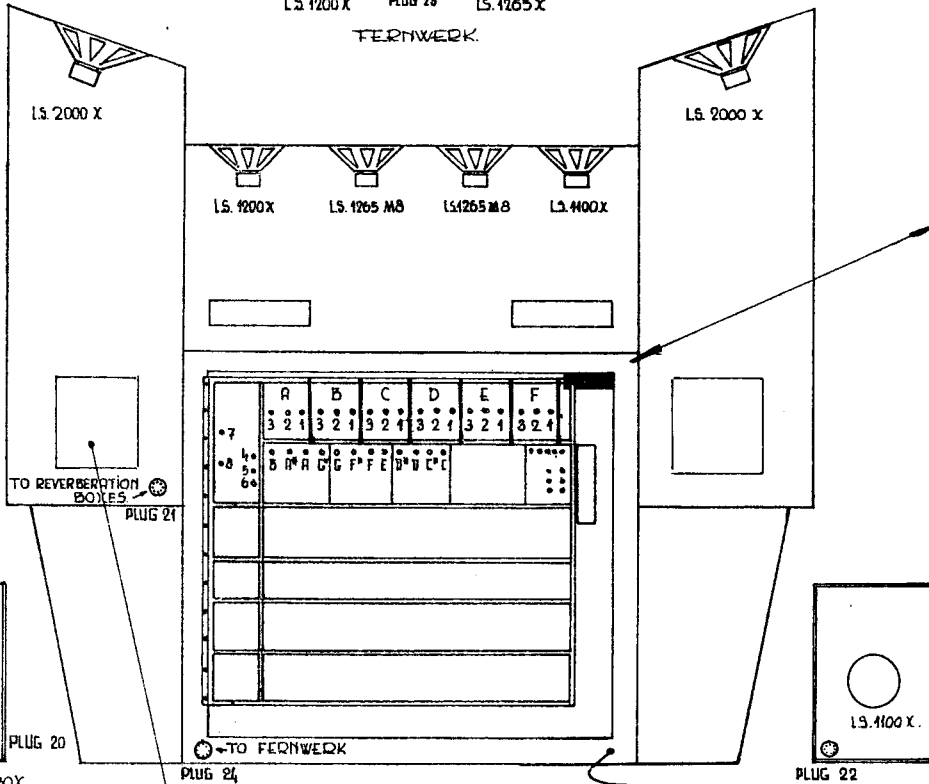 L.S. 1200 X PLUG 23 L.S. 1265 X
FERNWERK.
L.S. 2000 X
L.S. 2000 X
L.S. 1200 X L.S. 1265 M8 L.S. 1265 M8 L.S. 1100 X
A B C D E F
3 2 1 3 2 1 3 2 1 3 2 1 3 2 1 3 2 1
7
8
4
5
6
B A# A G# G F# F E D# D C# C
TO REVERBERATION
BOXES.
PLUG 21
PLUG 20
TO FERNWERK
PLUG 24
L.S. 1100 X.
PLUG 22